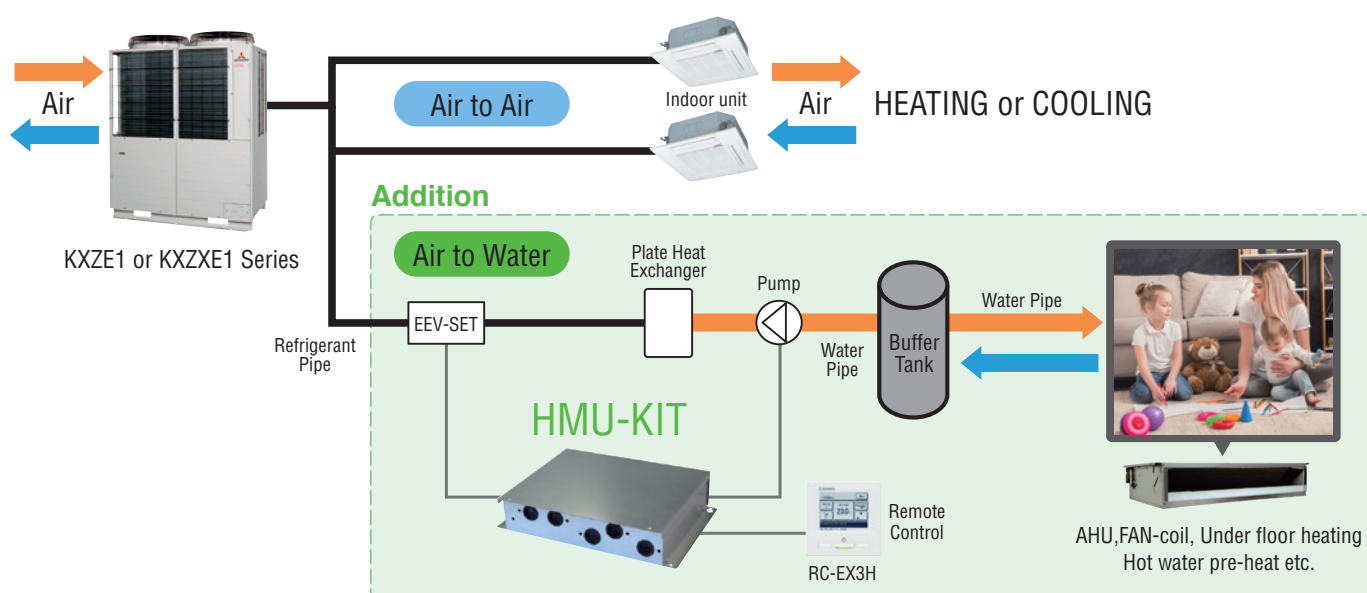 Air
Air to Air
Indoor unit
Air
HEATING or COOLING
KXZE1 or KXZXE1 Series
Addition
Air to Water
Plate Heat
Exchanger
Pump
Water Pipe
EEV-SET
Refrigerant
Pipe
Water
Pipe
Buffer
Tank
HMU-KIT
Remote
Control
RC-EX3H
AHU,FAN-coil, Under floor heating
Hot water pre-heat etc.